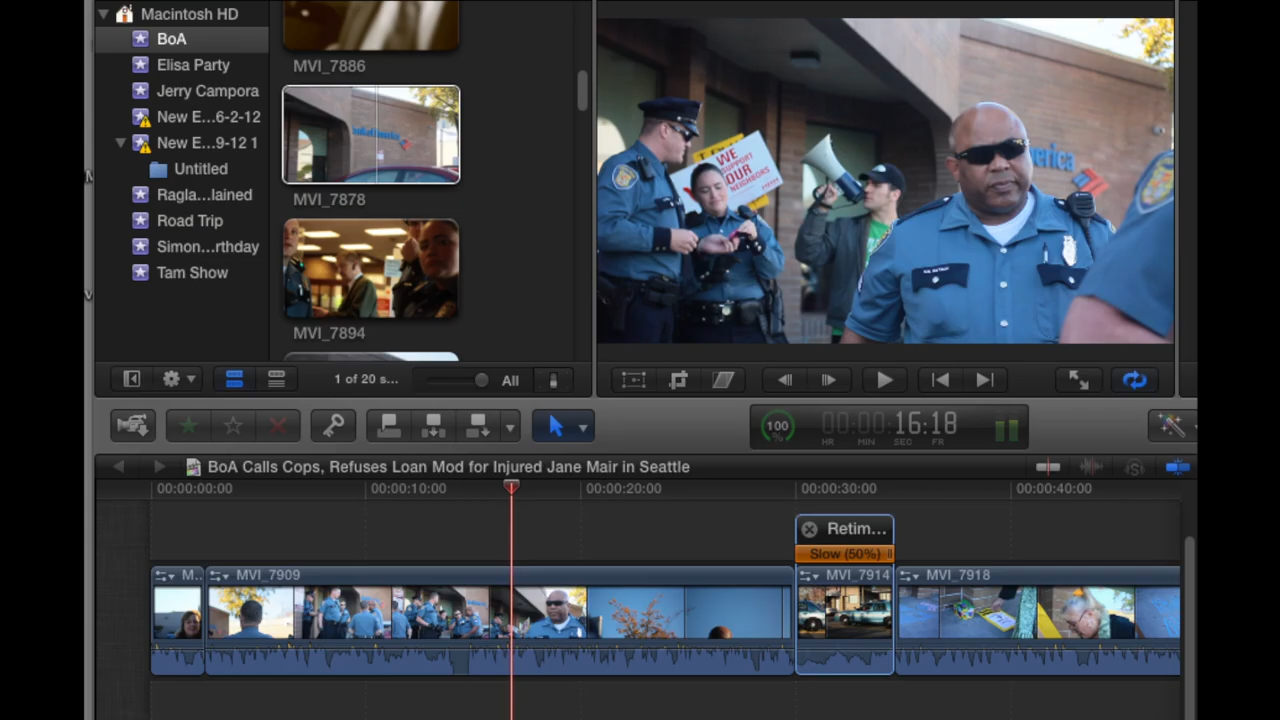 Macintosh HD
BoA
Elisa Party
Jerry Campora
New E...6-2-12
New E...9-12 1
Untitled
Ragla...lained
Road Trip
Simon...rthday
Tam Show
MVI_7886
MVI_7878
MVI_7894
1 of 20 s...
All
WE
SUPPORT
OUR
NEIGHBORS
erica
100
%
00:00:16:18
HR MIN SEC FR
BoA Calls Cops, Refuses Loan Mod for Injured Jane Mair in Seattle
00:00:00:00
00:00:10:00
00:00:20:00
00:00:30:00
00:00:40:00
Retim...
Slow (50%)
M..
MVI_7909
MVI_7914
MVI_7918